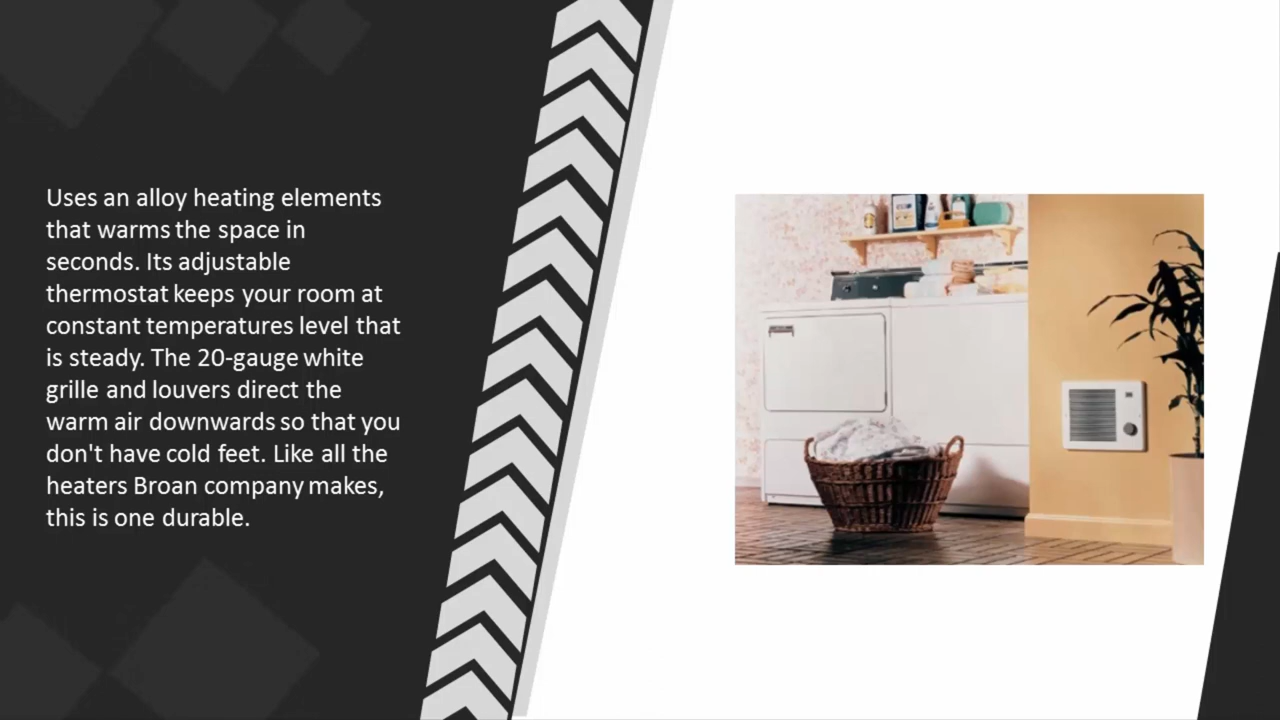 Uses an alloy heating elements
that warms the space in
seconds. Its adjustable
thermostat keeps your room at
constant temperatures level that
is steady. The 20-gauge white
grille and louvers direct the
warm air downwards so that you
don't have cold feet. Like all the
heaters Broan company makes,
this is one durable.